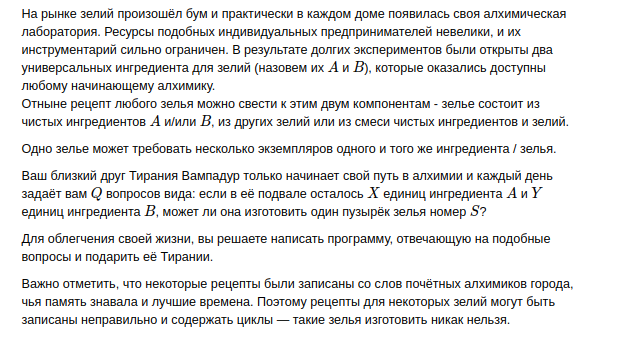 На рынке зелий произошёл бум и практически в каждом доме появилась своя алхимическая
лаборатория. Ресурсы подобных индивидуальных предпринимателей невелики, и их
инструментарий сильно ограничен. В результате долгих экспериментов были открыты два
универсальных ингредиента для зелий (назовем их A и B), которые оказались доступны
любому начинающему алхимику.
Отныне рецепт любого зелья можно свести к этим двум компонентам - зелье состоит из
чистых ингредиентов A и/или B, из других зелий или из смеси чистых ингредиентов и зелий.
Одно зелье может требовать несколько экземпляров одного и того же ингредиента / зелья.
Ваш близкий друг Тирания Вампадур только начинает свой путь в алхимии и каждый день
задаёт вам Q вопросов вида: если в её подвале осталось X единиц ингредиента A и Y
единиц ингредиента B, может ли она изготовить один пузырёк зелья номер S?
Для облегчения своей жизни, вы решаете написать программу, отвечающую на подобные
вопросы и подарить её Тирании.
Важно отметить, что некоторые рецепты были записаны со слов почётных алхимиков города,
чья память знавала и лучшие времена. Поэтому рецепты для некоторых зелий могут быть
записаны неправильно и содержать циклы — такие зелья изготовить никак нельзя.